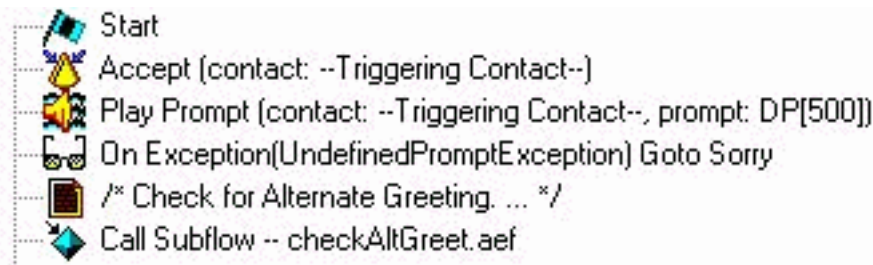 Start
Accept (contact: --Triggering Contact--)
Play Prompt (contact: --Triggering Contact--, prompt: DP[500])
On Exception(UndefinedPromptException) Goto Sorry
/* Check for Alternate Greeting. ... */
Call Subflow -- checkAltGreet.aef